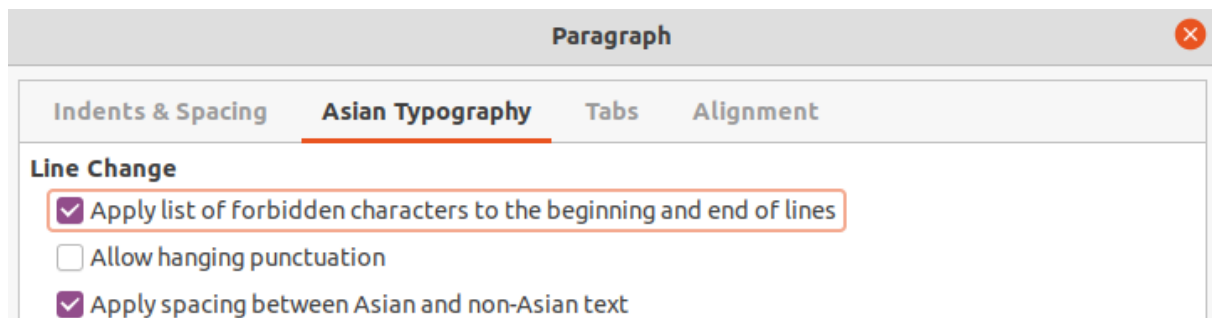 Paragraph
Indents & Spacing Asian Typography Tabs Alignment
Line Change
Apply list of forbidden characters to the beginning and end of lines
Allow hanging punctuation
Apply spacing between Asian and non-Asian text